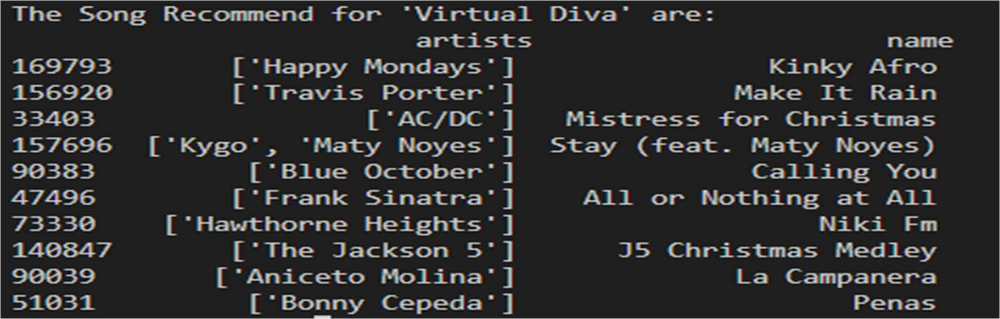 The Song Recommend for 'Virtual Diva' are:
artists name
169793 ['Happy Mondays'] Kinky Afro
156920 ['Travis Porter'] Make It Rain
33403 ['AC/DC'] Mistress for Christmas
157696 ['Kygo', 'Maty Noyes'] Stay (feat. Maty Noyes)
90383 ['Blue October'] Calling You
47496 ['Frank Sinatra'] All or Nothing at All
73330 ['Hawthorne Heights'] Niki Fm
140847 ['The Jackson 5'] J5 Christmas Medley
90039 ['Aniceto Molina'] La Campanera
51031 ['Bonny Cepeda'] Penas